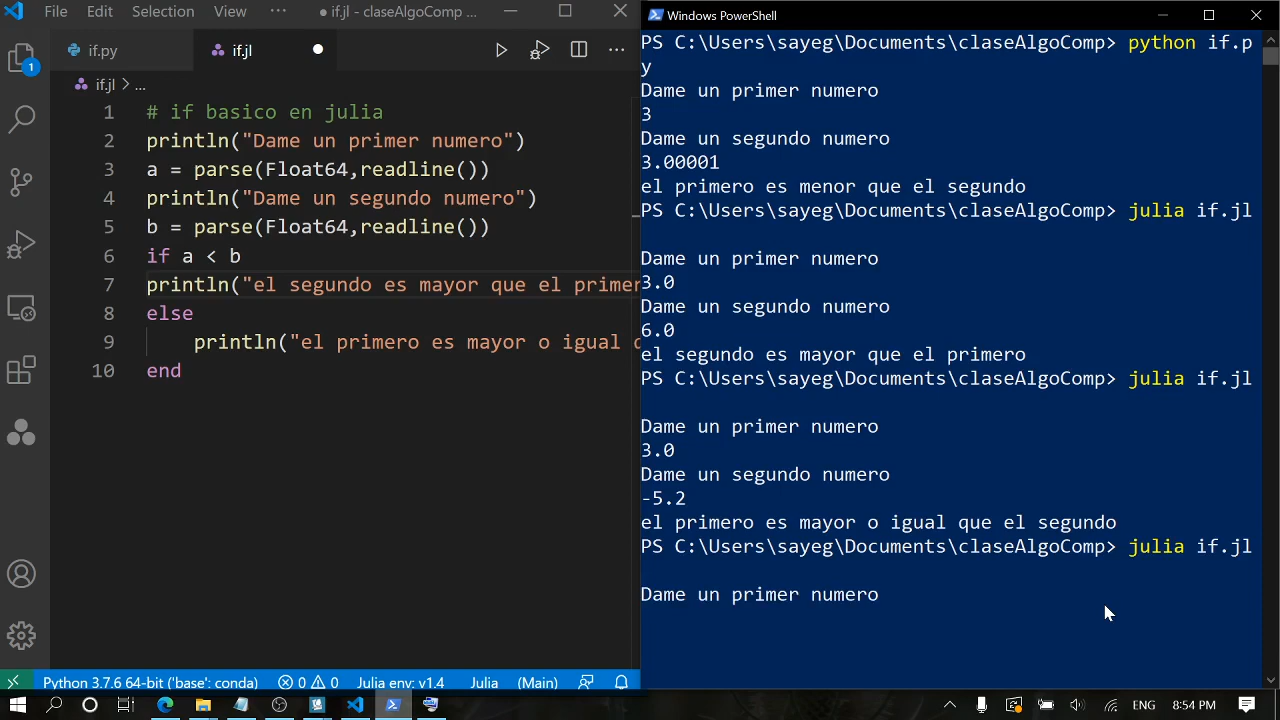 File Edit Selection View ··· if.jl - claseAlgoComp ...
if.py if.jl
if.jl > ...
1 # if basico en julia
2 println("Dame un primer numero")
3 a = parse(Float64,readline())
4 println("Dame un segundo numero")
5 b = parse(Float64,readline())
6 if a < b
7 println("el segundo es mayor que el primer
8 else
9 println("el primero es mayor o igual
10 end
1
Python 3.7.6 64-bit ('base': conda) 0 0 Julia env: v1.4 Julia (Main)
Windows PowerShell
PS C:\Users\sayeg\Documents\claseAlgoComp> python if.p
y
Dame un primer numero
3
Dame un segundo numero
3.00001
el primero es menor que el segundo
PS C:\Users\sayeg\Documents\claseAlgoComp> julia if.jl
Dame un primer numero
3.0
Dame un segundo numero
6.0
el segundo es mayor que el primero
PS C:\Users\sayeg\Documents\claseAlgoComp> julia if.jl
Dame un primer numero
3.0
Dame un segundo numero
-5.2
el primero es mayor o igual que el segundo
PS C:\Users\sayeg\Documents\claseAlgoComp> julia if.jl
Dame un primer numero
8:54 PM